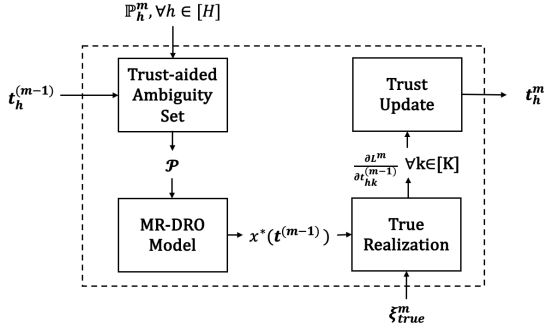 ℙ_h^m, ∀h ∈ [H]
t_h^(m−1)
Trust-aided
Ambiguity
Set
𝓟
MR-DRO
Model
x*(t^(m−1))
True
Realization
ξ_true^m
∂L^m/∂t_hk^(m−1) ∀k∈[K]
Trust
Update
t_h^m